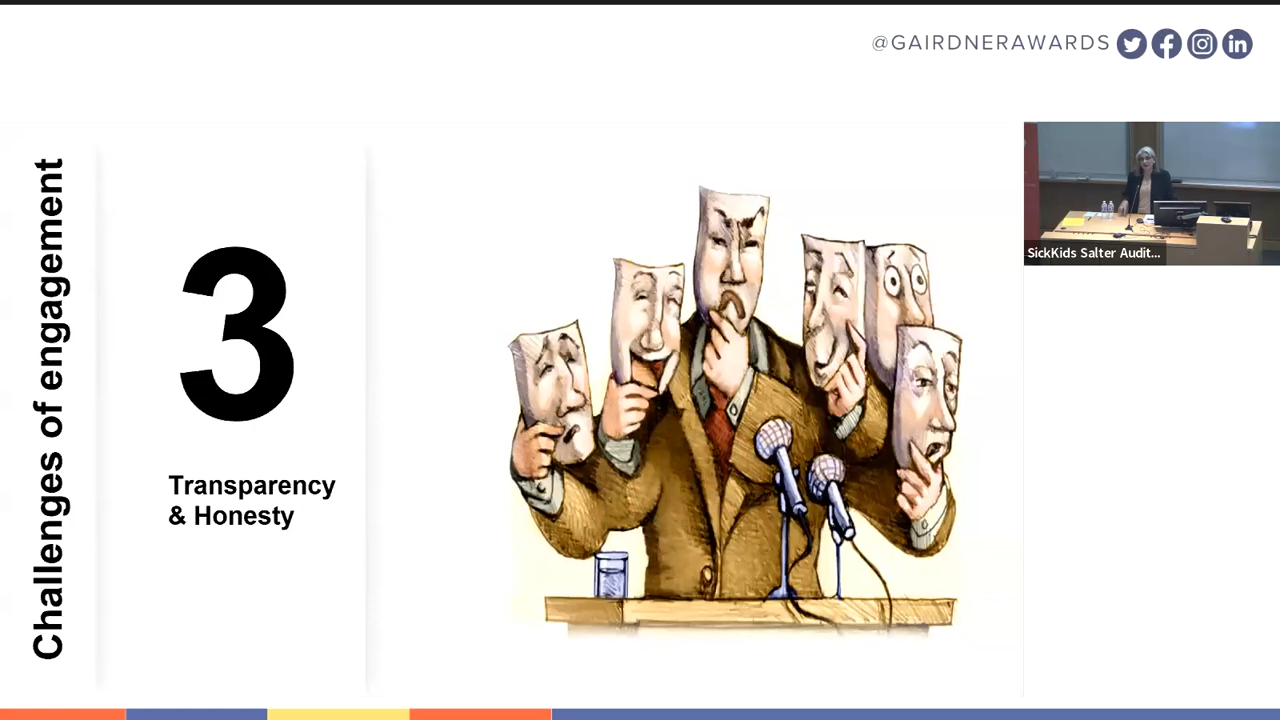 @GAIRDNERAWARDS
Challenges of engagement
3
Transparency
& Honesty
SickKids Salter Audit...